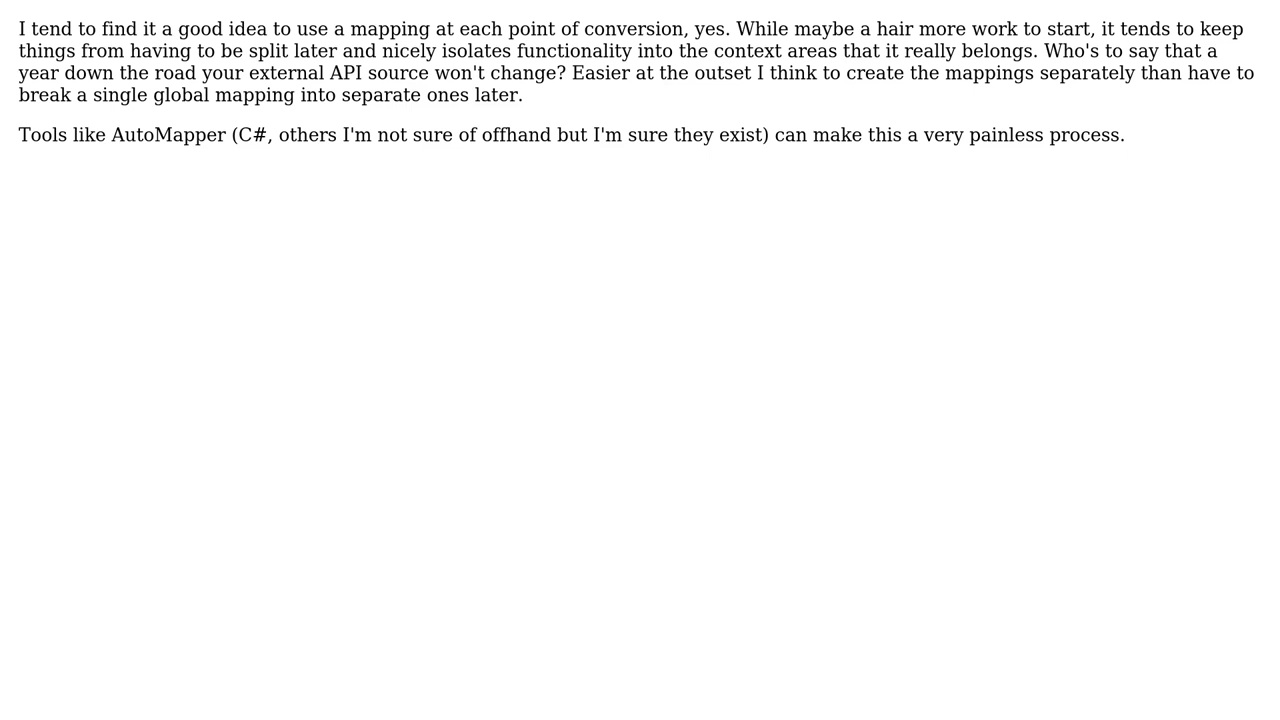 I tend to find it a good idea to use a mapping at each point of conversion, yes. While maybe a hair more work to start, it tends to keep
things from having to be split later and nicely isolates functionality into the context areas that it really belongs. Who's to say that a
year down the road your external API source won't change? Easier at the outset I think to create the mappings separately than have to
break a single global mapping into separate ones later.
Tools like AutoMapper (C#, others I'm not sure of offhand but I'm sure they exist) can make this a very painless process.